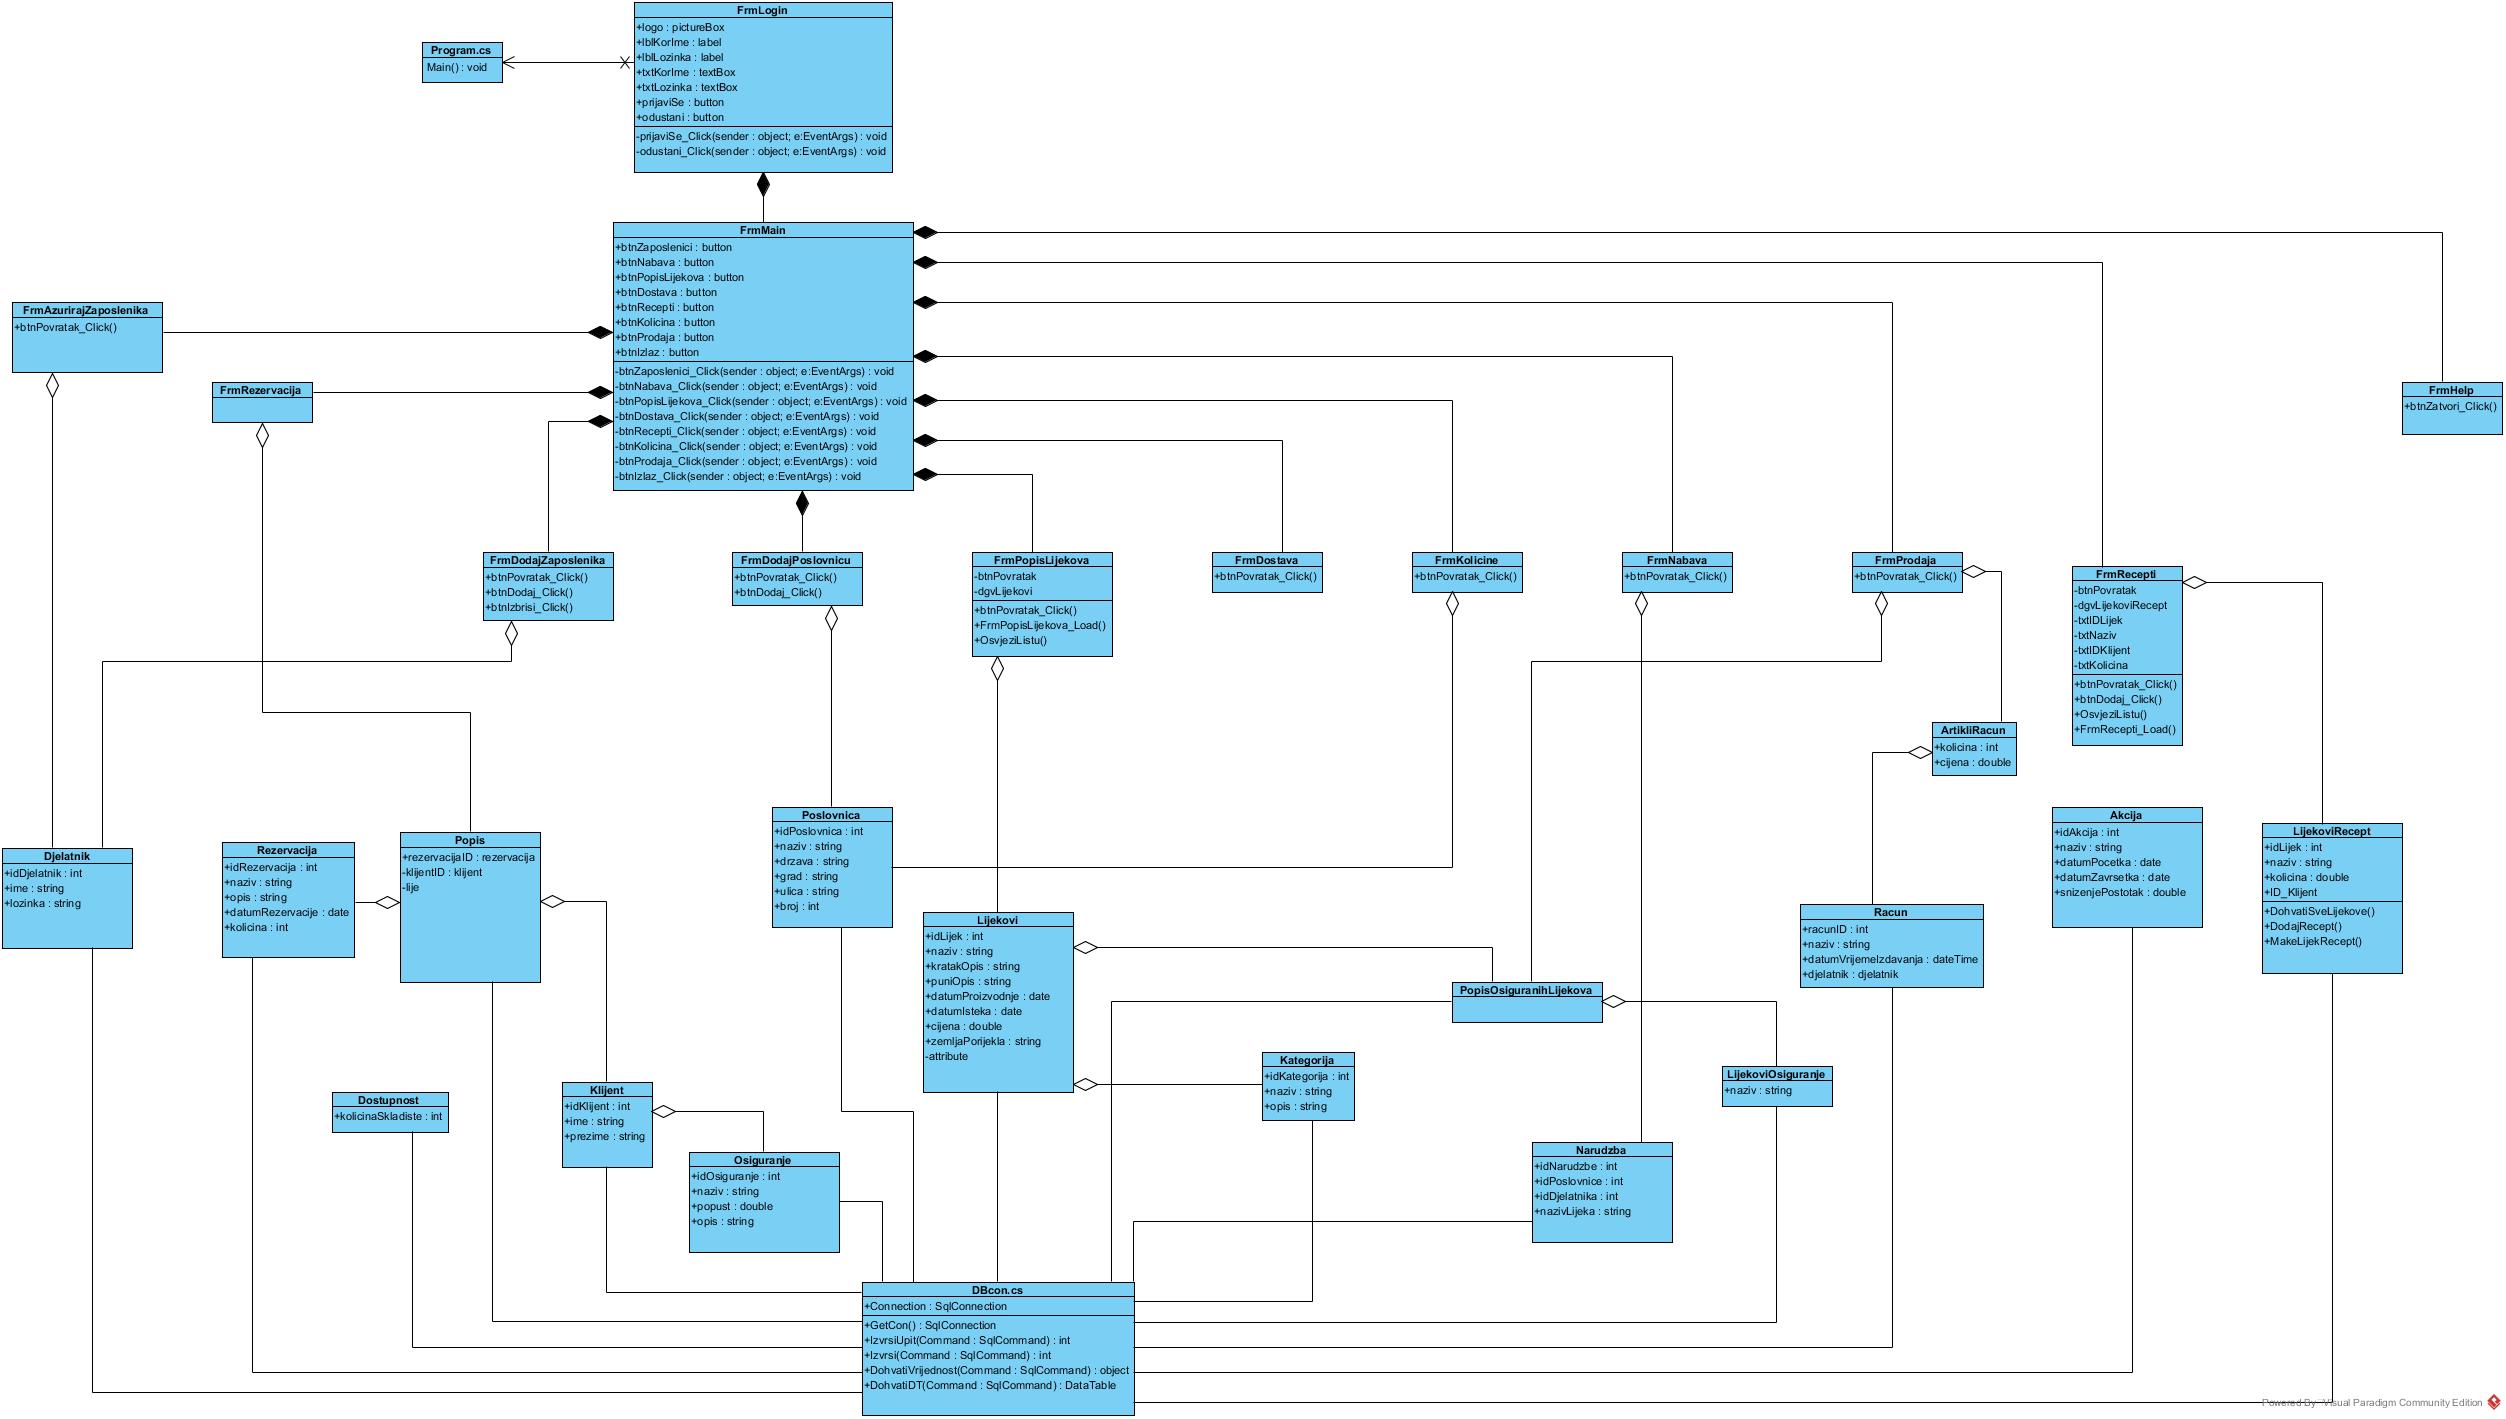 FrmLogin
+logo : pictureBox
+lblKorIme : label
+lblLozinka : label
+txtKorIme : textBox
+txtLozinka : textBox
+prijaviSe : button
+odustani : button
-prijaviSe_Click(sender : object; e:EventArgs) : void
-odustani_Click(sender : object; e:EventArgs) : void
Program.cs
Main() : void
FrmMain
+btnZaposlenici : button
+btnNabava : button
+btnPopisLijekova : button
+btnDostava : button
+btnRecepti : button
+btnKolicina : button
+btnProdaja : button
+btnIzlaz : button
-btnZaposlenici_Click(sender : object; e:EventArgs) : void
-btnNabava_Click(sender : object; e:EventArgs) : void
-btnPopisLijekova_Click(sender : object; e:EventArgs) : void
-btnDostava_Click(sender : object; e:EventArgs) : void
-btnRecepti_Click(sender : object; e:EventArgs) : void
-btnKolicina_Click(sender : object; e:EventArgs) : void
-btnProdaja_Click(sender : object; e:EventArgs) : void
-btnIzlaz_Click(sender : object; e:EventArgs) : void
FrmAzurirajZaposlenika
+btnPovratak_Click()
FrmRezervacija
FrmHelp
+btnZatvori_Click()
FrmDodajZaposlenika
+btnPovratak_Click()
+btnDodaj_Click()
+btnIzbrisi_Click()
FrmDodajPoslovnicu
+btnPovratak_Click()
+btnDodaj_Click()
FrmPopisLijekova
-btnPovratak
-dgvLijekovi
+btnPovratak_Click()
+FrmPopisLijekova_Load()
+OsvjeziListu()
FrmDostava
+btnPovratak_Click()
FrmKolicine
+btnPovratak_Click()
FrmNabava
+btnPovratak_Click()
FrmProdaja
+btnPovratak_Click()
FrmRecepti
-btnPovratak
-dgvLijekoviRecept
-txtIDLijek
-txtNaziv
-txtIDKlijent
-txtKolicina
+btnPovratak_Click()
+btnDodaj_Click()
+OsvjeziListu()
+FrmRecepti_Load()
ArtikliRacun
+kolicina : int
+cijena : double
Djelatnik
+idDjelatnik : int
+ime : string
+lozinka : string
Rezervacija
+idRezervacija : int
+naziv : string
+opis : string
+datumRezervacije : date
+kolicina : int
Popis
+rezervacijaID : rezervacija
-klijentID : klijent
-lije
Poslovnica
+idPoslovnica : int
+naziv : string
+drzava : string
+grad : string
+ulica : string
+broj : int
Akcija
+idAkcija : int
+naziv : string
+datumPocetka : date
+datumZavrsetka : date
+snizenjePostotak : double
LijekoviRecept
+idLijek : int
+naziv : string
+kolicina : double
+ID_Klijent
+DohvatiSveLijekove()
+DodajRecept()
+MakeLijekRecept()
Lijekovi
+idLijek : int
+naziv : string
+kratakOpis : string
+puniOpis : string
+datumProizvodnje : date
+datumIsteka : date
+cijena : double
+zemljaPorijekla : string
-attribute
Racun
+racunID : int
+naziv : string
+datumVrijemeIzdavanja : dateTime
+djelatnik : djelatnik
PopisOsiguranihLijekova
Kategorija
+idKategorija : int
+naziv : string
+opis : string
LijekoviOsiguranje
+naziv : string
Dostupnost
+kolicinaSkladiste : int
Klijent
+idKlijent : int
+ime : string
+prezime : string
Osiguranje
+idOsiguranje : int
+naziv : string
+popust : double
+opis : string
Narudzba
+idNarudzbe : int
+idPoslovnice : int
+idDjelatnika : int
+nazivLijeka : string
DBcon.cs
+Connection : SqlConnection
+GetCon() : SqlConnection
+IzvrsiUpit(Command : SqlCommand) : int
+Izvrsi(Command : SqlCommand) : int
+DohvatiVrijednost(Command : SqlCommand) : object
+DohvatiDT(Command : SqlCommand) : DataTable
Powered By: Visual Paradigm Community Edition